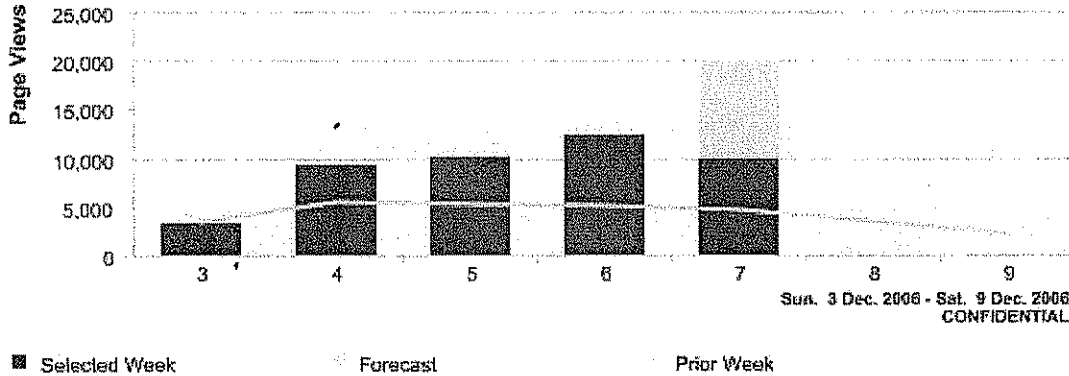 Page Views
25,000
20,000
15,000
10,000
5,000
0
3 4 5 6 7 8 9
Sun. 3 Dec. 2006 - Sat. 9 Dec. 2006
CONFIDENTIAL
Selected Week Forecast Prior Week